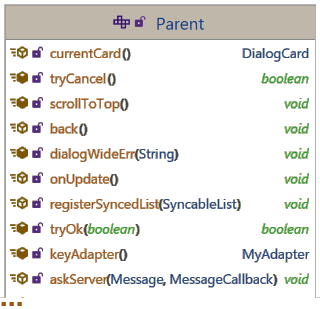 Parent
currentCard() DialogCard
tryCancel() boolean
scrollToTop() void
back() void
dialogWideErr(String) void
onUpdate() void
registerSyncedList(SyncableList) void
tryOk(boolean) boolean
keyAdapter() MyAdapter
askServer(Message, MessageCallback) void